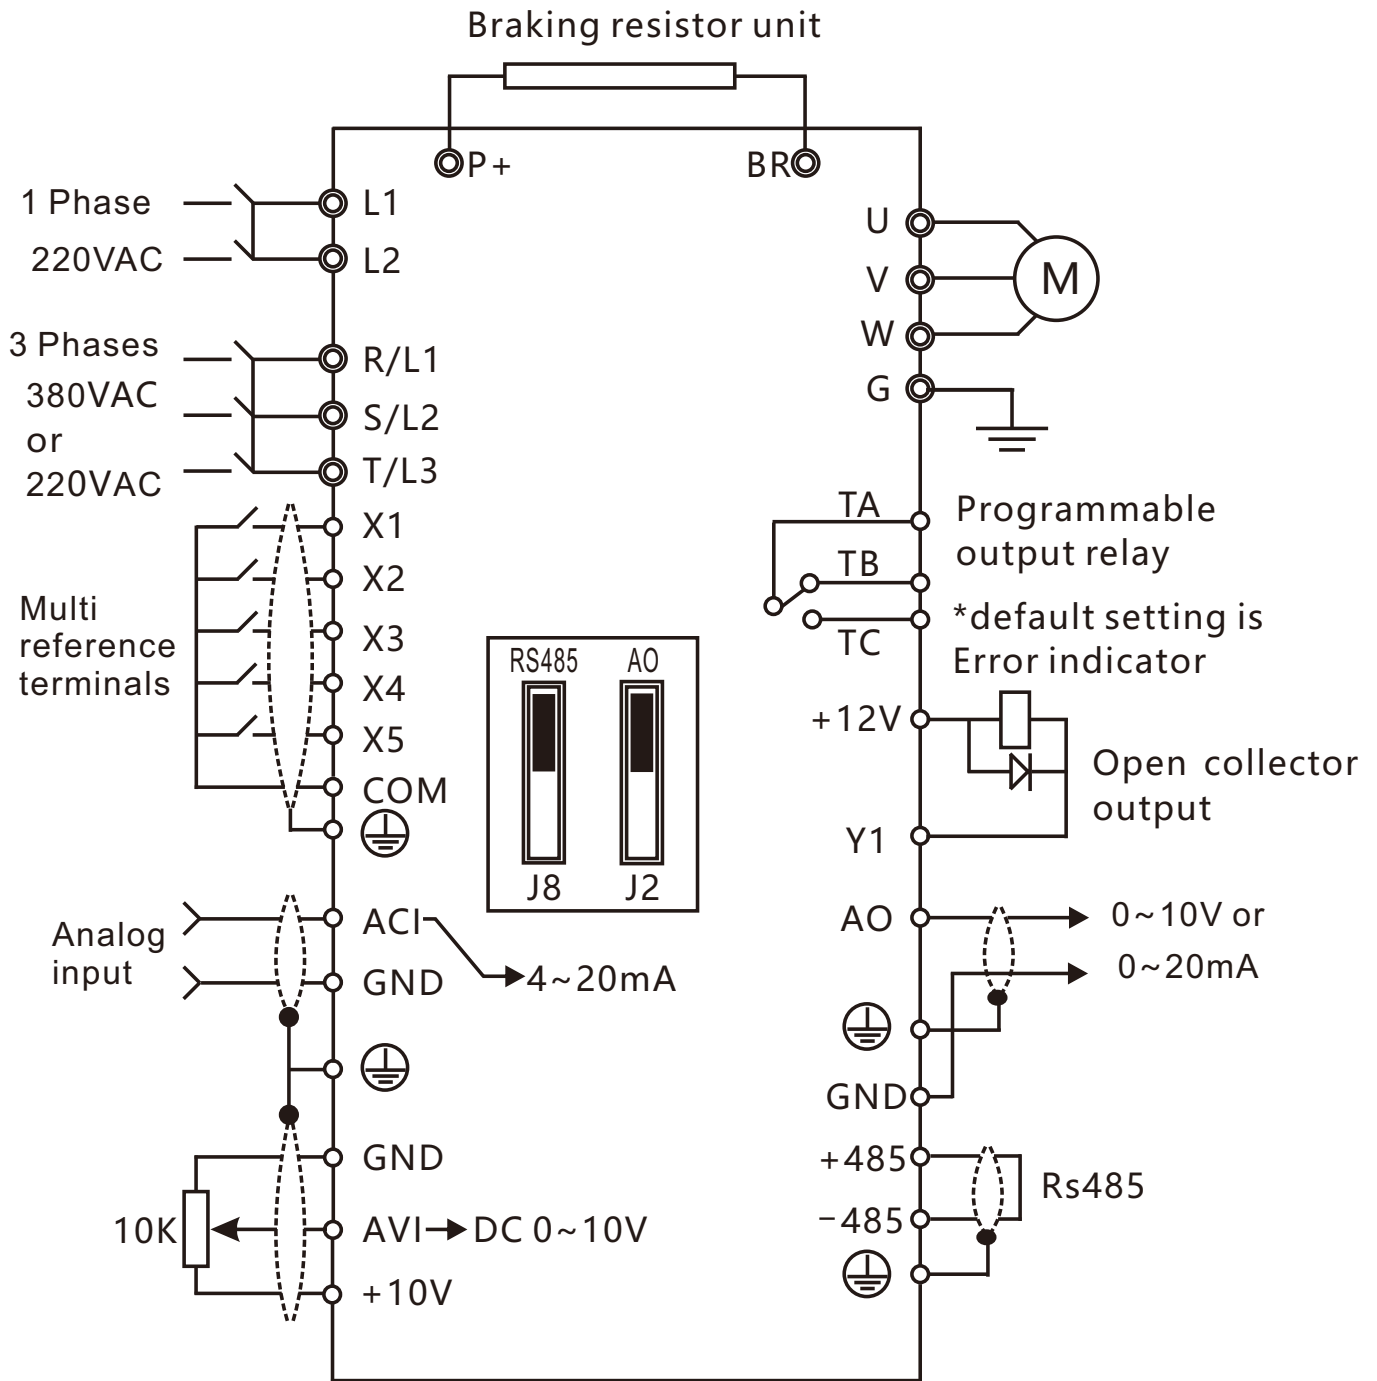 Braking resistor unit
P+
BR
1 Phase
220VAC
L1
L2
3 Phases
380VAC
or
220VAC
R/L1
S/L2
T/L3
Multi
reference
terminals
X1
X2
X3
X4
X5
COM
Analog
input
ACI
4~20mA
GND
GND
10K
AVI
DC 0~10V
+10V
RS485
AO
J8
J2
U
V
W
G
M
TA
TB
TC
Programmable
output relay
*default setting is
Error indicator
+12V
Y1
Open collector
output
AO
0~10V or
0~20mA
GND
+485
-485
Rs485